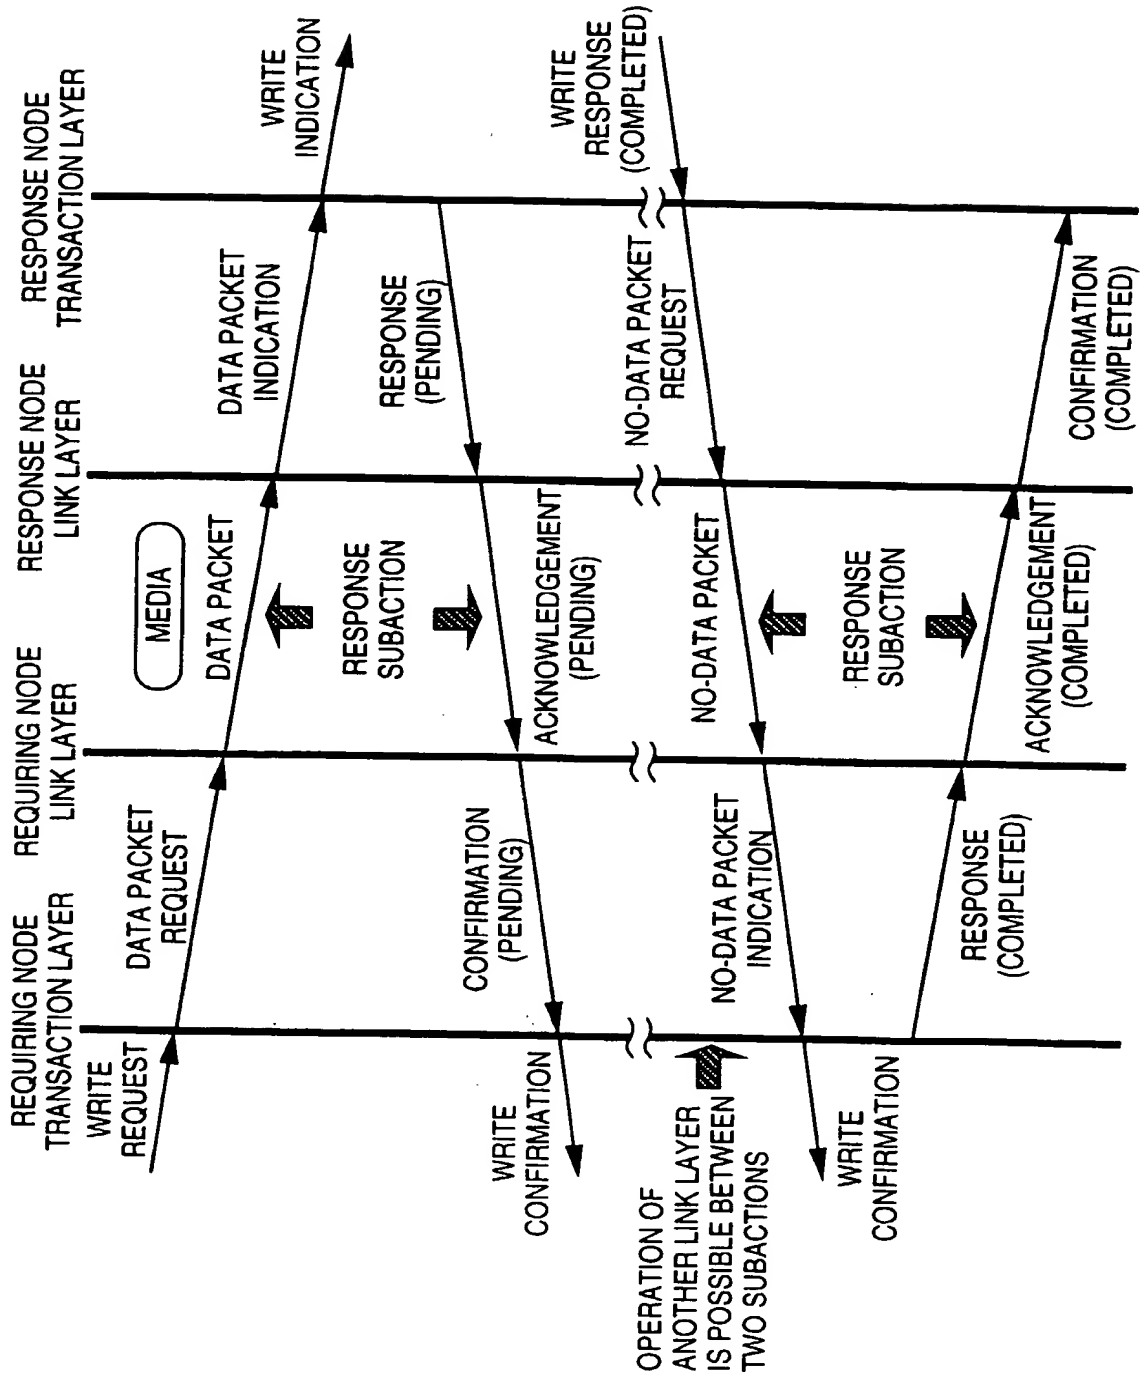 REQUIRING NODE
TRANSACTION LAYER
REQUIRING NODE
LINK LAYER
RESPONSE NODE
LINK LAYER
RESPONSE NODE
TRANSACTION LAYER
MEDIA
WRITE
REQUEST
DATA PACKET
REQUEST
DATA PACKET
DATA PACKET
INDICATION
WRITE
INDICATION
RESPONSE
SUBACTION
RESPONSE
(PENDING)
ACKNOWLEDGEMENT
(PENDING)
CONFIRMATION
(PENDING)
WRITE
CONFIRMATION
OPERATION OF
ANOTHER LINK LAYER
IS POSSIBLE BETWEEN
TWO SUBACTIONS
WRITE
RESPONSE
(COMPLETED)
NO-DATA PACKET
REQUEST
NO-DATA PACKET
NO-DATA PACKET
INDICATION
WRITE
CONFIRMATION
RESPONSE
SUBACTION
RESPONSE
(COMPLETED)
ACKNOWLEDGEMENT
(COMPLETED)
CONFIRMATION
(COMPLETED)